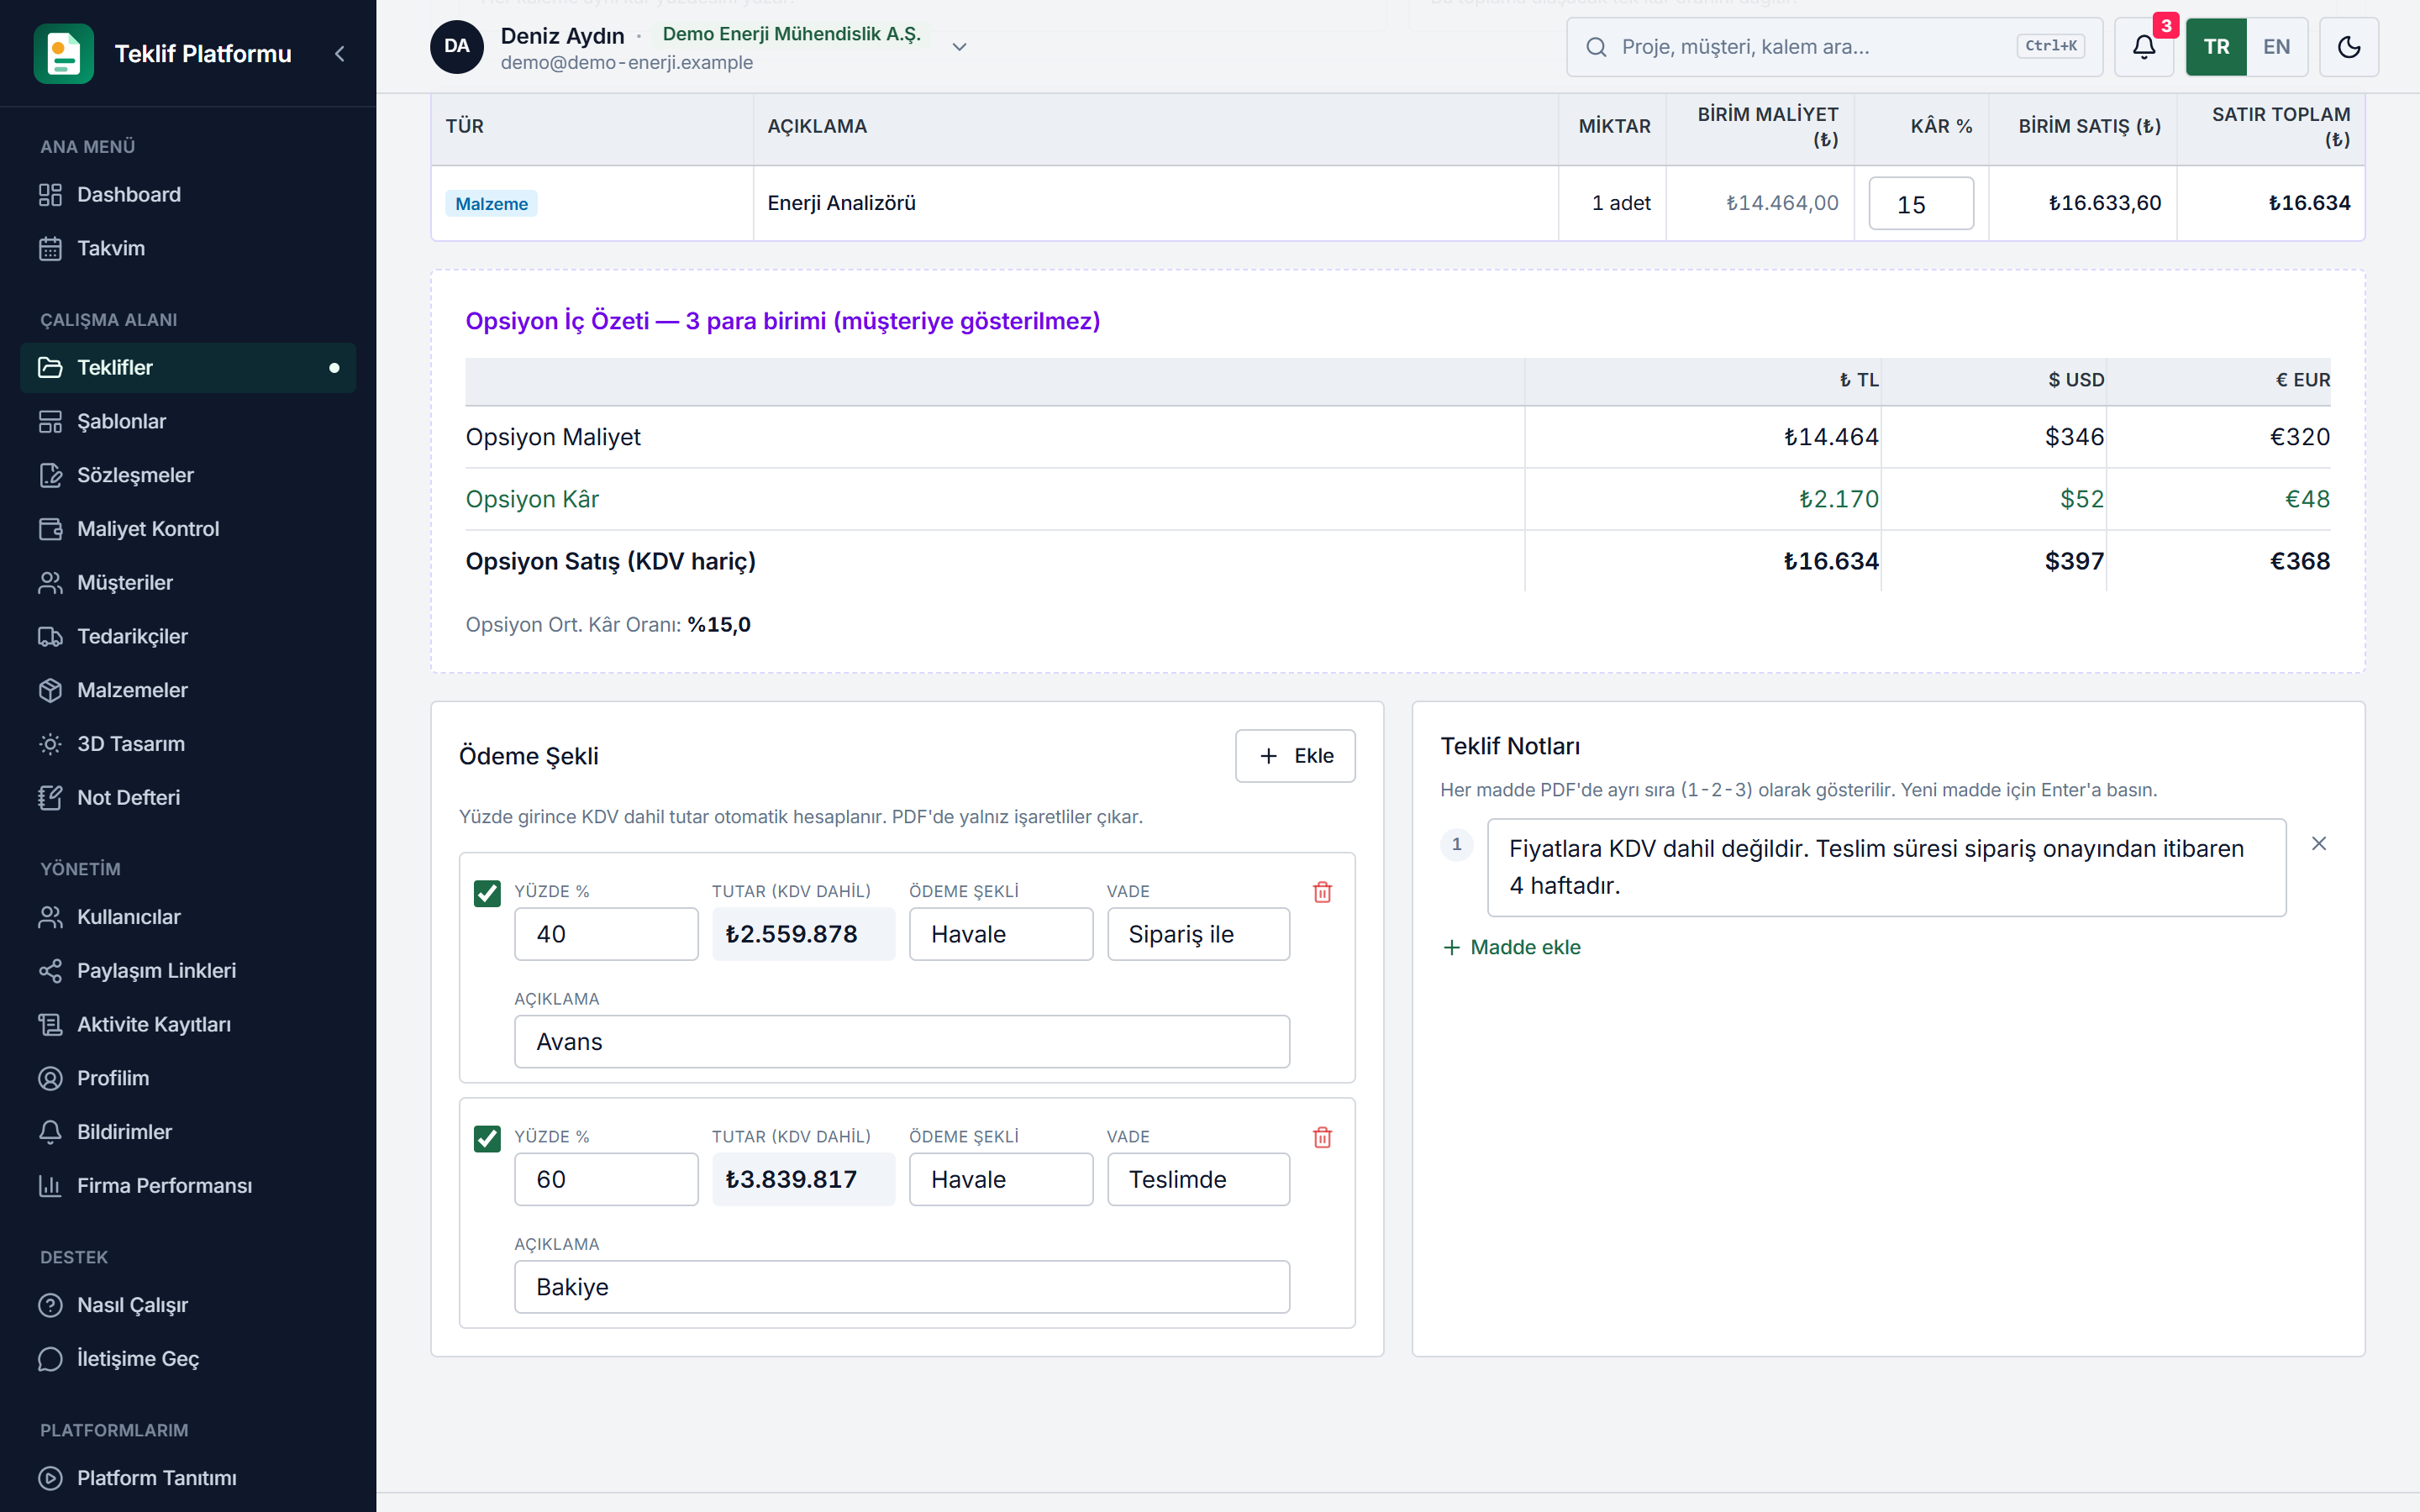 Teklif Platformu
ANA MENÜ
Dashboard
Takvim
ÇALIŞMA ALANI
Teklifler
Şablonlar
Sözleşmeler
Maliyet Kontrol
Müşteriler
Tedarikçiler
Malzemeler
3D Tasarım
Not Defteri
YÖNETİM
Kullanıcılar
Paylaşım Linkleri
Aktivite Kayıtları
Profilim
Bildirimler
Firma Performansı
DESTEK
Nasıl Çalışır
İletişime Geç
PLATFORMLARIM
Platform Tanıtımı
DA
Deniz Aydın · Demo Enerji Mühendislik A.Ş.
demo@demo-enerji.example
Proje, müşteri, kalem ara... Ctrl+K
3
TR EN
TÜR AÇIKLAMA MİKTAR BİRİM MALİYET (₺) KÂR % BİRİM SATIŞ (₺) SATIR TOPLAM (₺)
Malzeme Enerji Analizörü 1 adet ₺14.464,00 15 ₺16.633,60 ₺16.634
Opsiyon İç Özeti — 3 para birimi (müşteriye gösterilmez)
₺ TL $ USD € EUR
Opsiyon Maliyet ₺14.464 $346 €320
Opsiyon Kâr ₺2.170 $52 €48
Opsiyon Satış (KDV hariç) ₺16.634 $397 €368
Opsiyon Ort. Kâr Oranı: %15,0
Ödeme Şekli
Ekle
Yüzde girince KDV dahil tutar otomatik hesaplanır. PDF'de yalnız işaretliler çıkar.
YÜZDE % TUTAR (KDV DAHİL) ÖDEME ŞEKLİ VADE
40 ₺2.559.878 Havale Sipariş ile
AÇIKLAMA
Avans
YÜZDE % TUTAR (KDV DAHİL) ÖDEME ŞEKLİ VADE
60 ₺3.839.817 Havale Teslimde
AÇIKLAMA
Bakiye
Teklif Notları
Her madde PDF'de ayrı sıra (1-2-3) olarak gösterilir. Yeni madde için Enter'a basın.
1
Fiyatlara KDV dahil değildir. Teslim süresi sipariş onayından itibaren
4 haftadır.
+ Madde ekle